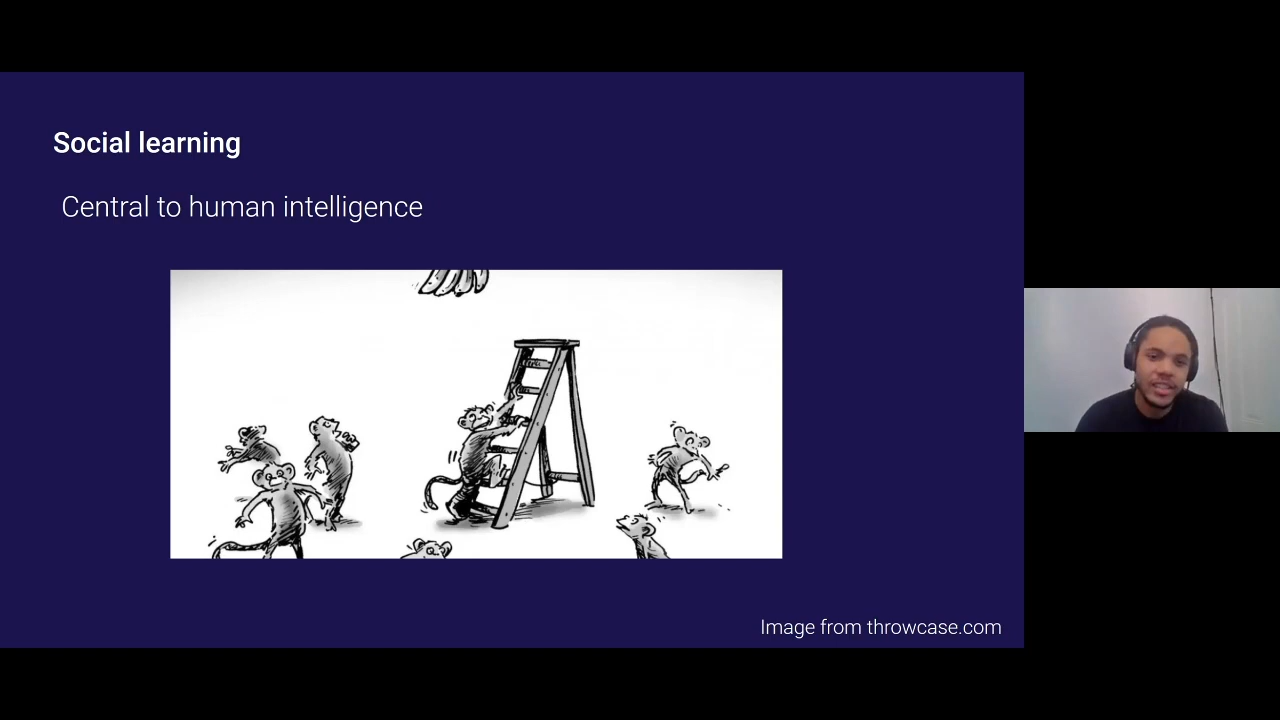 Social learning
Central to human intelligence
Image from throwcase.com